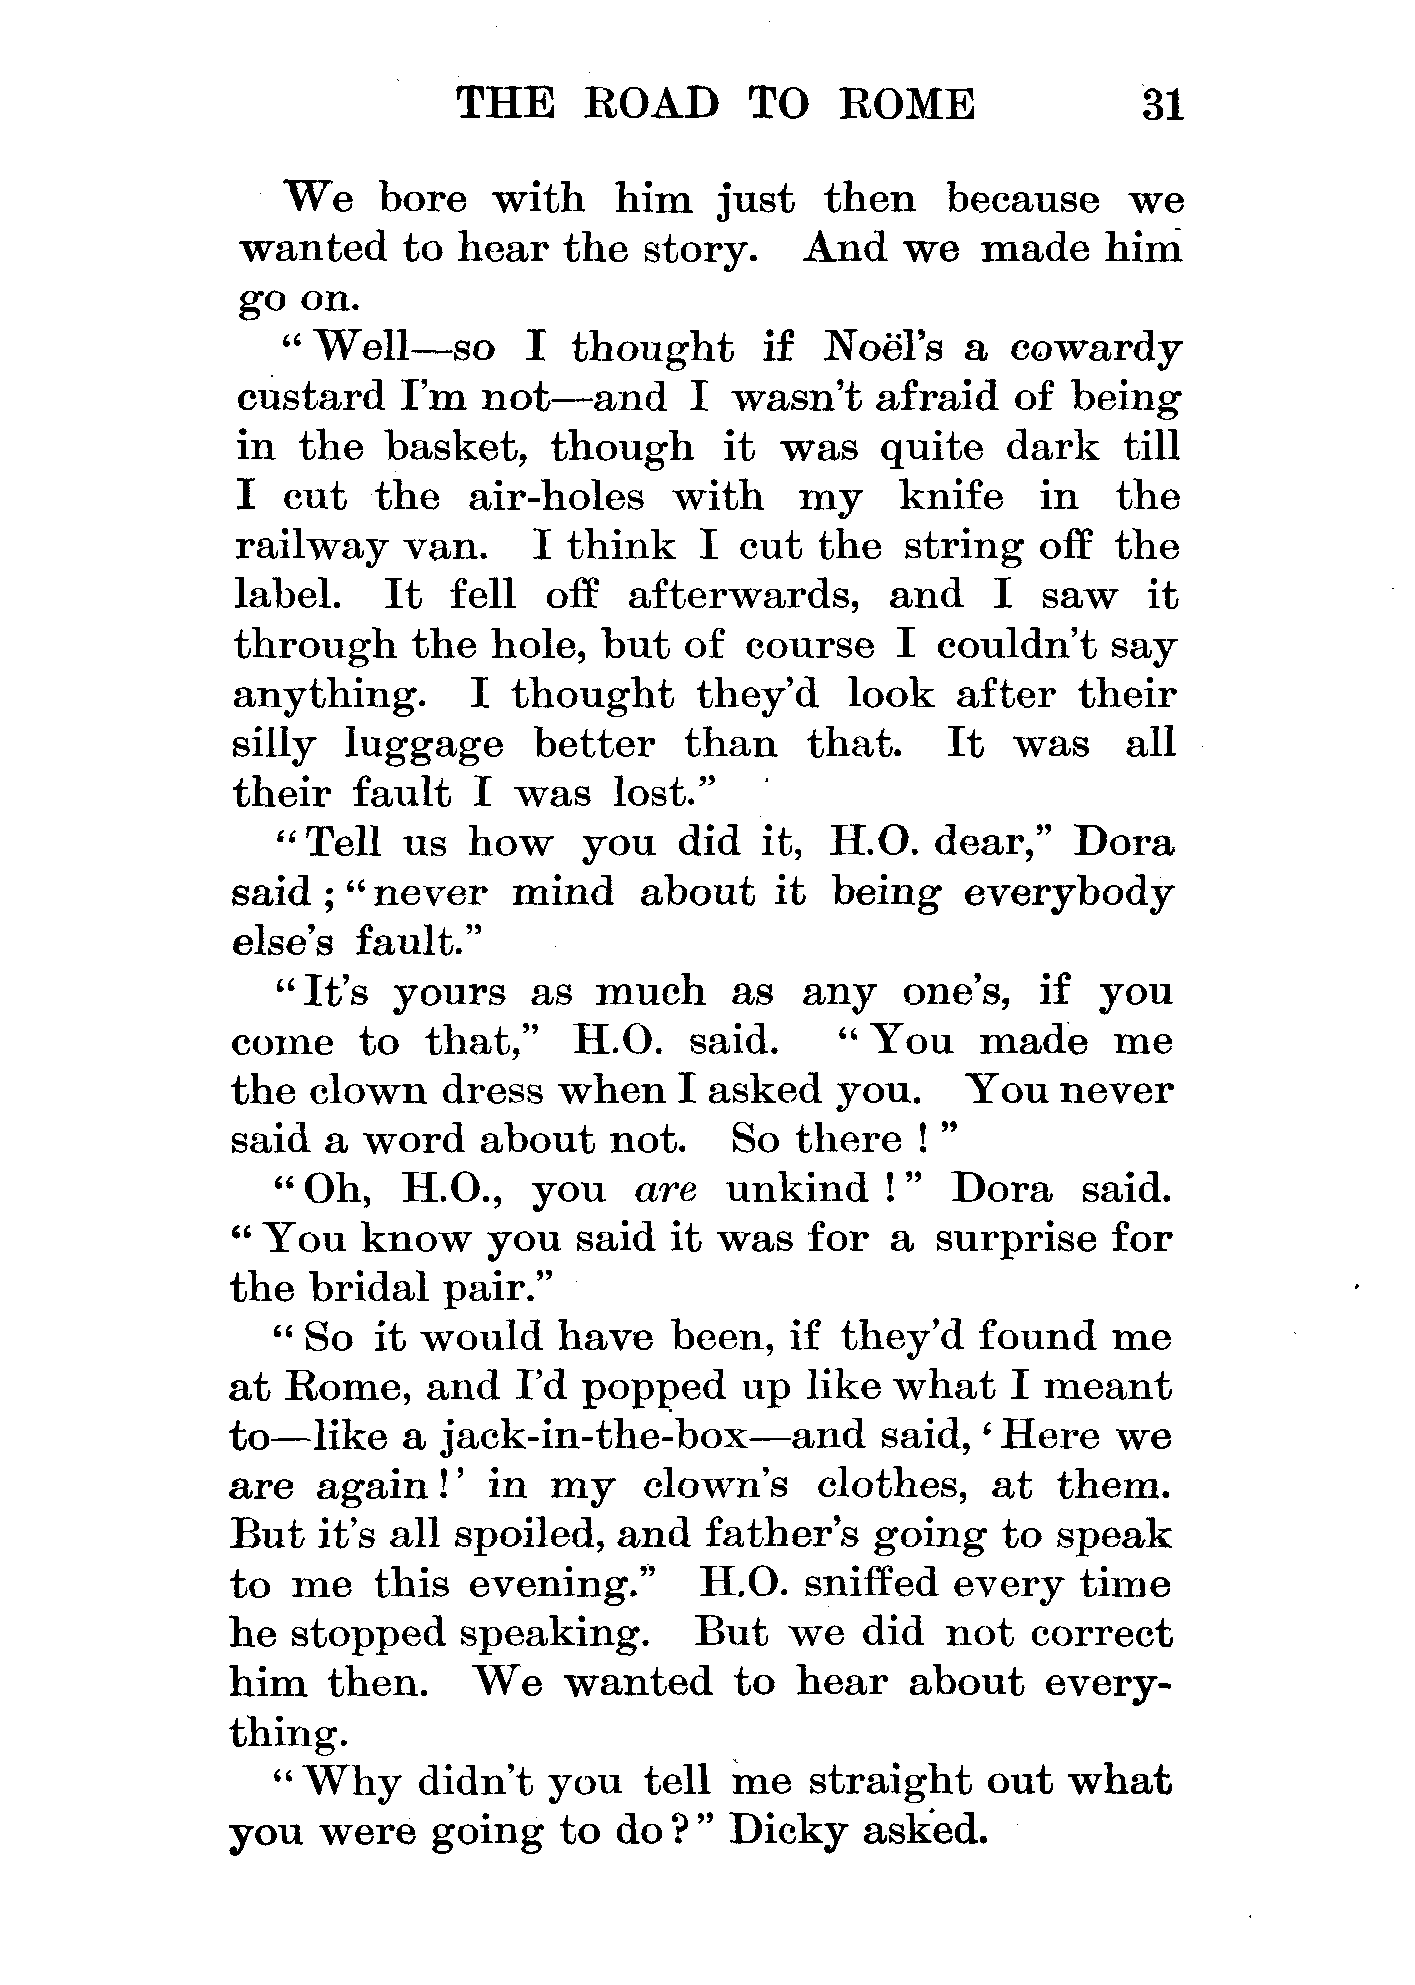 THE ROAD TO ROME 31
We bore with him just then because we
wanted to hear the story. And we made him
go on.
“Well—so I thought if Noël’s a cowardy
custard I’m not—and I wasn’t afraid of being
in the basket, though it was quite dark till
I cut the air-holes with my knife in the
railway van. I think I cut the string off the
label. It fell off afterwards, and I saw it
through the hole, but of course I couldn’t say
anything. I thought they’d look after their
silly luggage better than that. It was all
their fault I was lost.”
“Tell us how you did it, H.O. dear,” Dora
said; “never mind about it being everybody
else’s fault.”
“It’s yours as much as any one’s, if you
come to that,” H.O. said. “You made me
the clown dress when I asked you. You never
said a word about not. So there!”
“Oh, H.O., you are unkind!” Dora said.
“You know you said it was for a surprise for
the bridal pair.”
“So it would have been, if they’d found me
at Rome, and I’d popped up like what I meant
to—like a jack-in-the-box—and said, ‘Here we
are again!’ in my clown’s clothes, at them.
But it’s all spoiled, and father’s going to speak
to me this evening.” H.O. sniffed every time
he stopped speaking. But we did not correct
him then. We wanted to hear about every-
thing.
“Why didn’t you tell me straight out what
you were going to do?” Dicky asked.